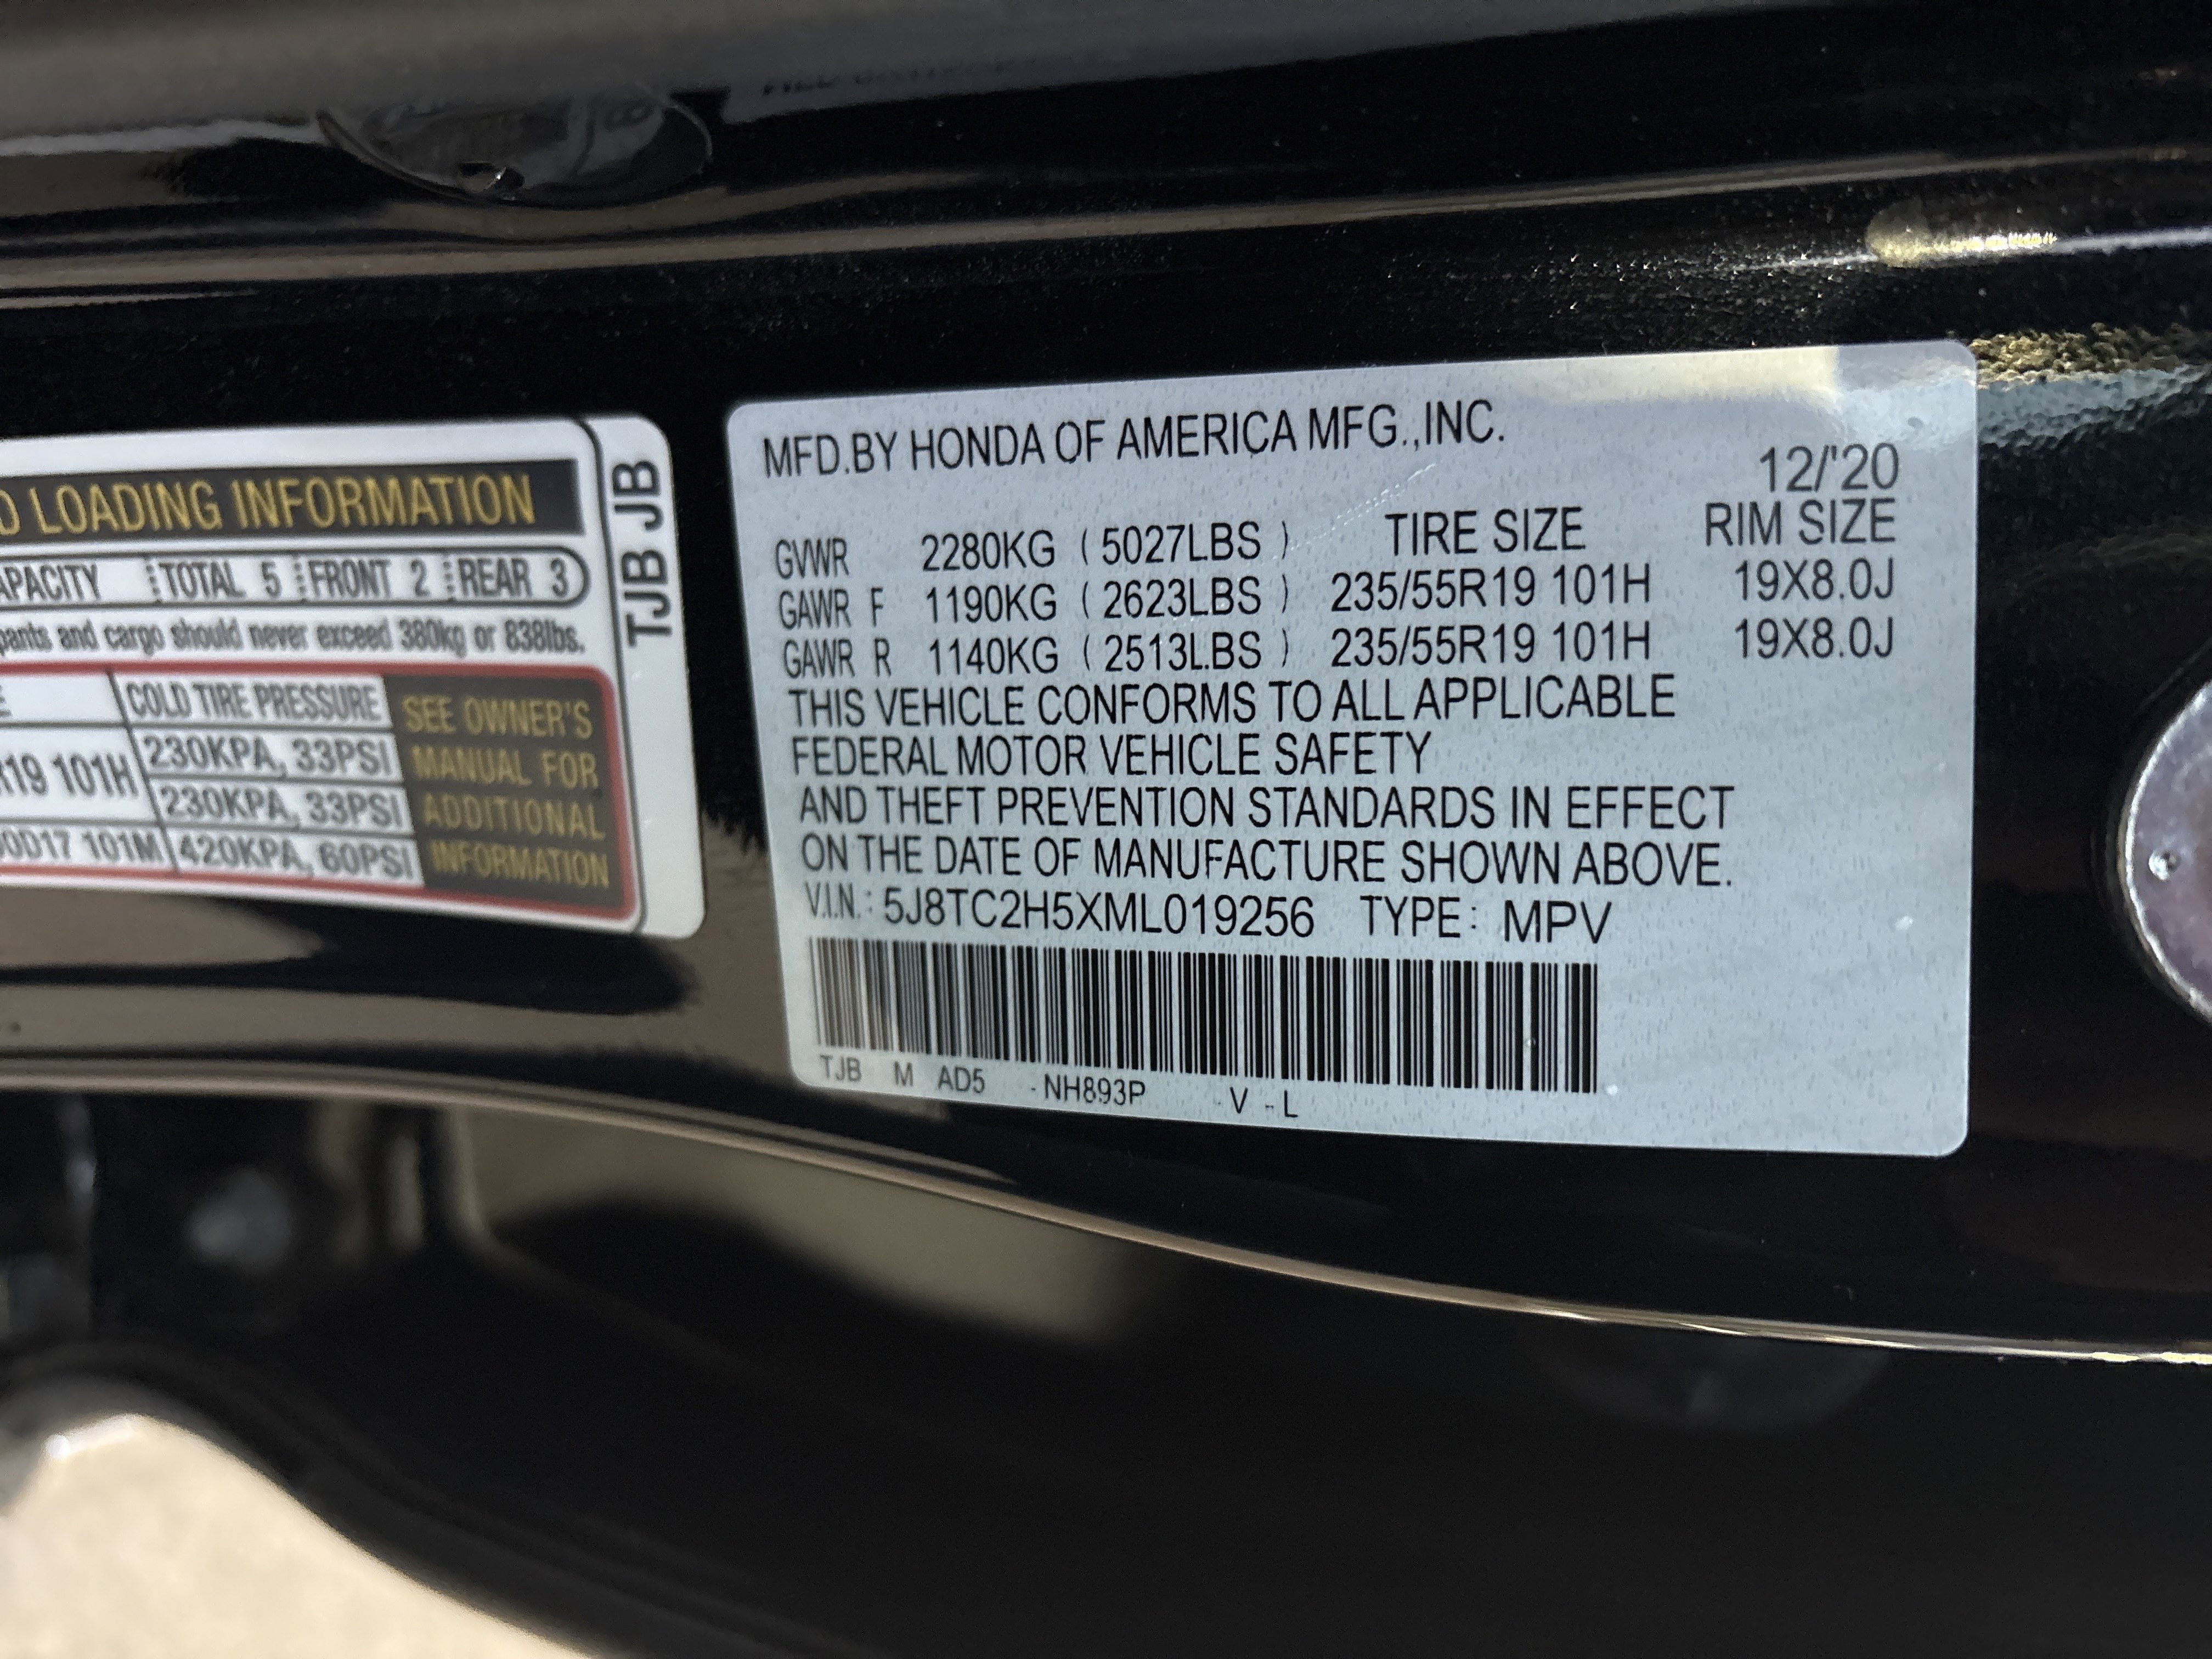 D LOADING INFORMATION
APACITY TOTAL 5 FRONT 2 REAR 3
pants and cargo should never exceed 380kg or 838lbs.
E COLD TIRE PRESSURE
R19 101H 230KPA, 33PSI
230KPA, 33PSI
0D17 101M 420KPA, 60PSI
SEE OWNER'S
MANUAL FOR
ADDITIONAL
INFORMATION
TJB JB
MFD.BY HONDA OF AMERICA MFG.,INC.
12/'20
GVWR 2280KG ( 5027LBS ) TIRE SIZE RIM SIZE
GAWR F 1190KG ( 2623LBS ) 235/55R19 101H 19X8.0J
GAWR R 1140KG ( 2513LBS ) 235/55R19 101H 19X8.0J
THIS VEHICLE CONFORMS TO ALL APPLICABLE
FEDERAL MOTOR VEHICLE SAFETY
AND THEFT PREVENTION STANDARDS IN EFFECT
ON THE DATE OF MANUFACTURE SHOWN ABOVE.
V.I.N.: 5J8TC2H5XML019256 TYPE: MPV
TJB M AD5 -NH893P V - L